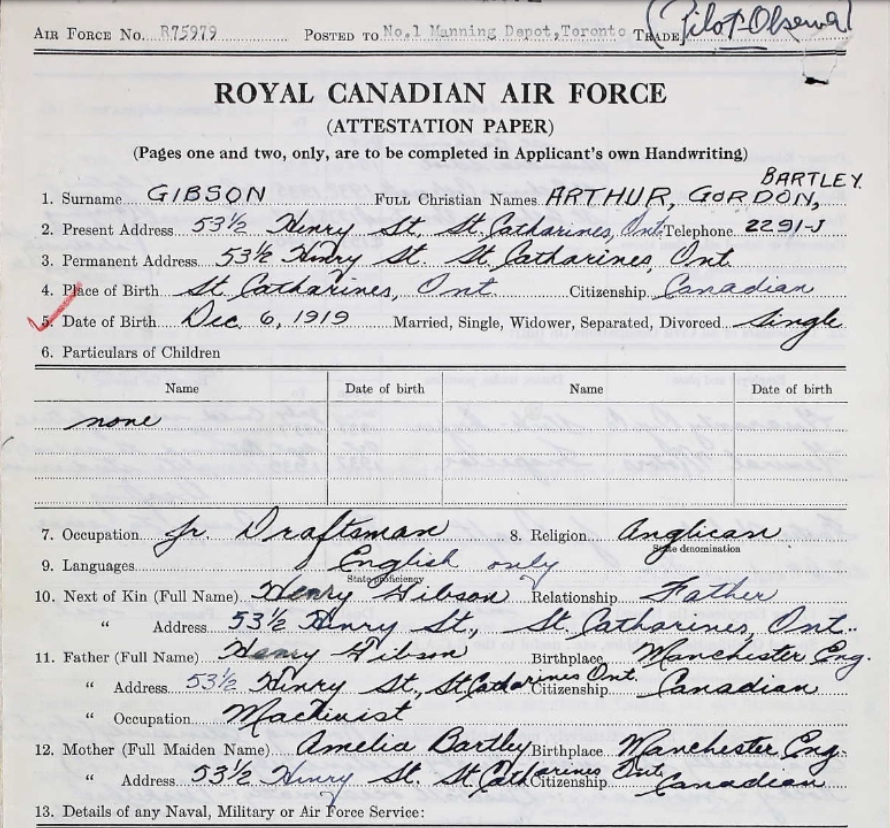 AIR FORCE NO. R75979 POSTED TO No.1 Manning Depot, Toronto TRADE (Pilot-Observer)
ROYAL CANADIAN AIR FORCE
(ATTESTATION PAPER)
(Pages one and two, only, are to be completed in Applicant's own Handwriting)
BARTLEY.
1. Surname GIBSON FULL Christian Names ARTHUR, GORDON,
2. Present Address 53½ Henry St, St. Catharines, Ont. Telephone 2291-J
3. Permanent Address 53½ Henry St. St. Catharines, Ont.
4. Place of Birth St. Catharines, Ont. Citizenship Canadian
5. Date of Birth Dec. 6, 1919 Married, Single, Widower, Separated, Divorced Single
6. Particulars of Children
Name Date of birth Name Date of birth
none
7. Occupation Jr. Draftsman 8. Religion Anglican
State denomination
9. Languages English only
State proficiency
10. Next of Kin (Full Name) Henry Gibson Relationship Father
" Address 53½ Henry St., St. Catharines, Ont.
11. Father (Full Name) Henry Gibson Birthplace Manchester Eng.
" Address 53½ Henry St., St. Catharines Ont. Citizenship Canadian
" Occupation Machinist
12. Mother (Full Maiden Name) Amelia Bartley Birthplace Manchester Eng.
" Address 53½ Henry St. St. Catharines Ont. Citizenship Canadian
13. Details of any Naval, Military or Air Force Service: